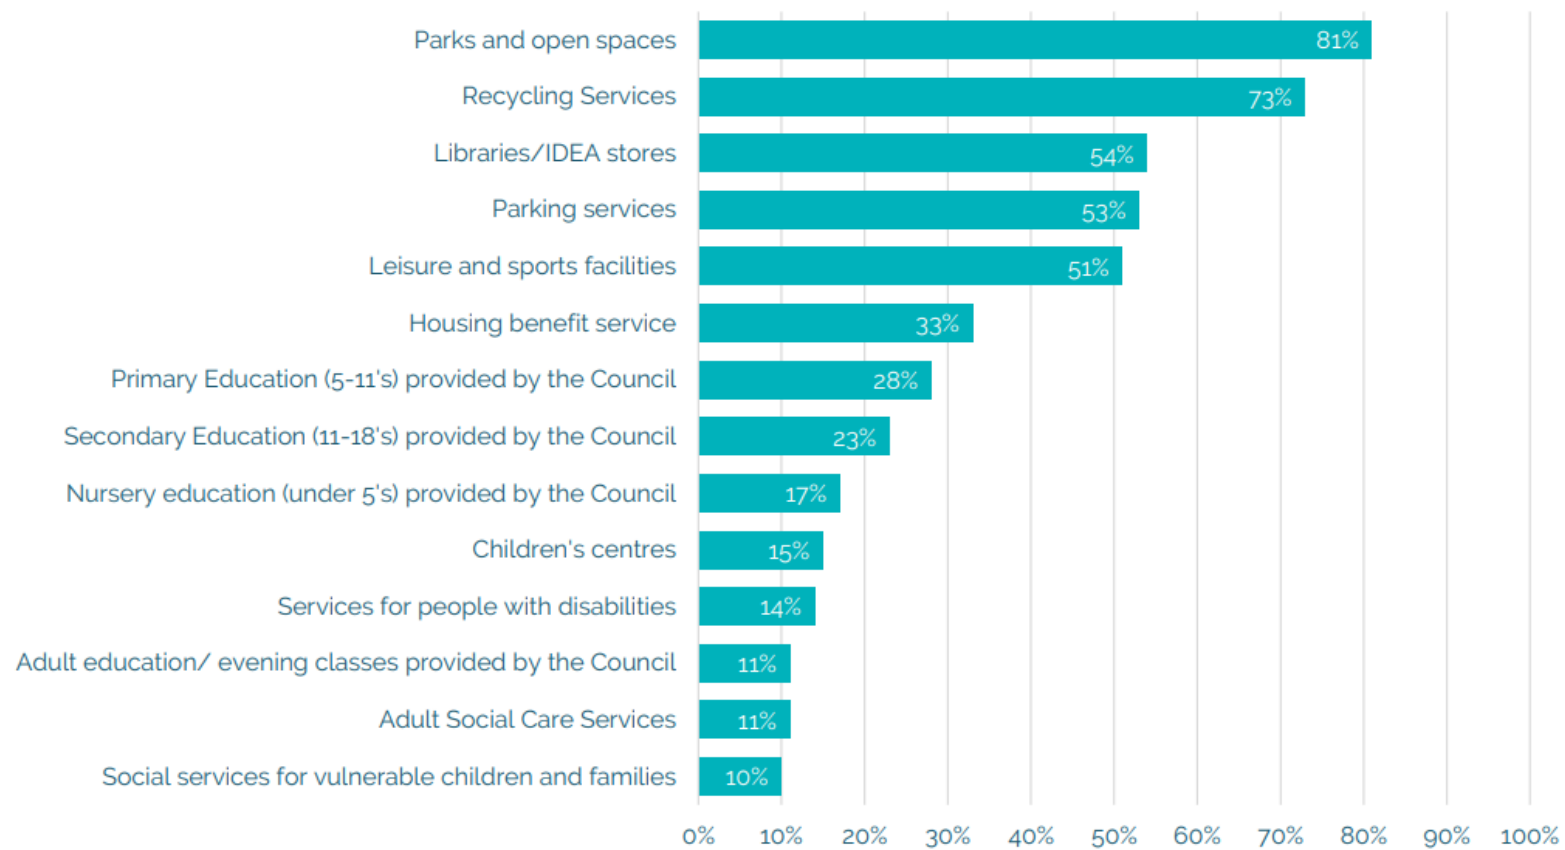 Parks and open spaces 81%
Recycling Services 73%
Libraries/IDEA stores 54%
Parking services 53%
Leisure and sports facilities 51%
Housing benefit service 33%
Primary Education (5-11's) provided by the Council 28%
Secondary Education (11-18's) provided by the Council 23%
Nursery education (under 5's) provided by the Council 17%
Children's centres 15%
Services for people with disabilities 14%
Adult education/ evening classes provided by the Council 11%
Adult Social Care Services 11%
Social services for vulnerable children and families 10%
0% 10% 20% 30% 40% 50% 60% 70% 80% 90% 100%